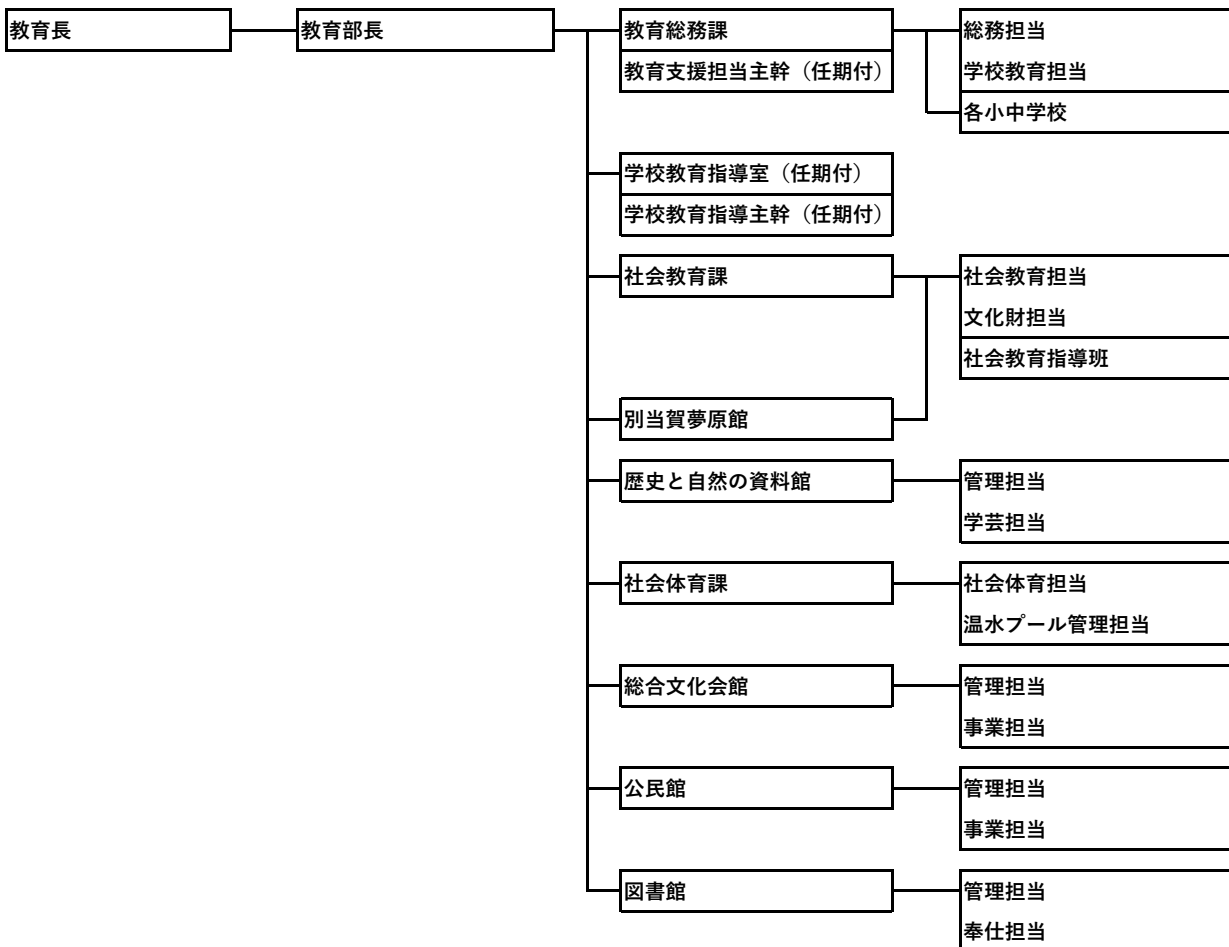 教育長
教育部長
教育総務課
教育支援担当主幹（任期付）
総務担当
学校教育担当
各小中学校
学校教育指導室（任期付）
学校教育指導主幹（任期付）
社会教育課
社会教育担当
文化財担当
社会教育指導班
別当賀夢原館
歴史と自然の資料館
管理担当
学芸担当
社会体育課
社会体育担当
温水プール管理担当
総合文化会館
管理担当
事業担当
公民館
管理担当
事業担当
図書館
管理担当
奉仕担当